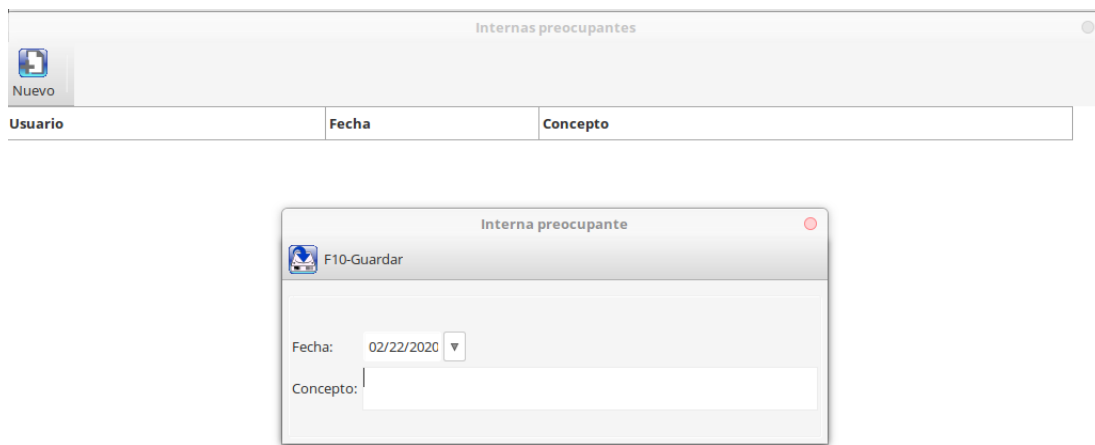 Internas preocupantes
Nuevo
Usuario Fecha Concepto
Interna preocupante
F10-Guardar
Fecha: 02/22/2020
Concepto: